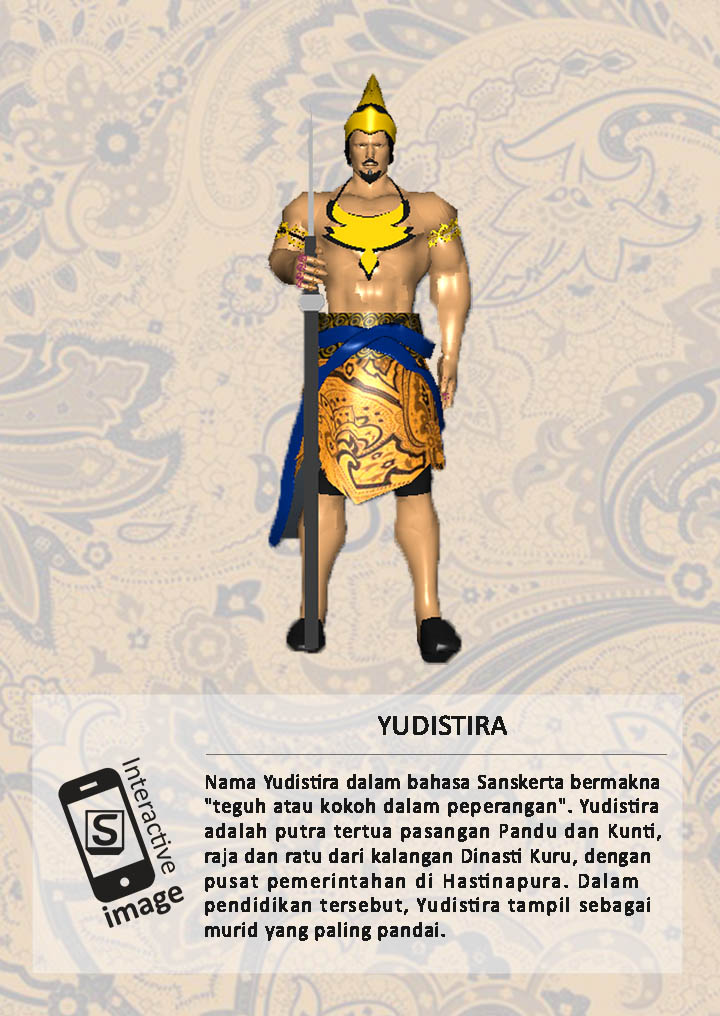 YUDISTIRA
Nama Yudistira dalam bahasa Sanskerta bermakna
"teguh atau kokoh dalam peperangan". Yudistira
adalah putra tertua pasangan Pandu dan Kunti,
raja dan ratu dari kalangan Dinasti Kuru, dengan
pusat pemerintahan di Hastinapura. Dalam
pendidikan tersebut, Yudistira tampil sebagai
murid yang paling pandai.
Interactive
image
S